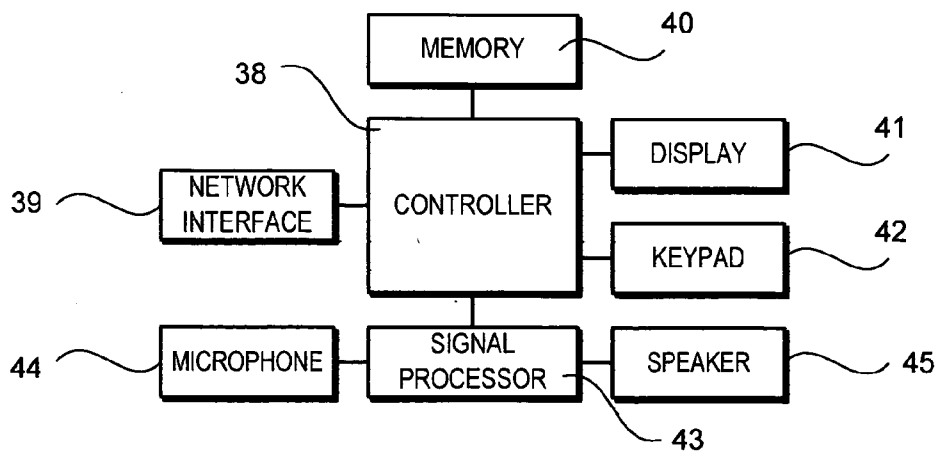 MEMORY
40
38
CONTROLLER
DISPLAY
41
39
NETWORK
INTERFACE
KEYPAD
42
44
MICROPHONE
SIGNAL
PROCESSOR
43
SPEAKER
45